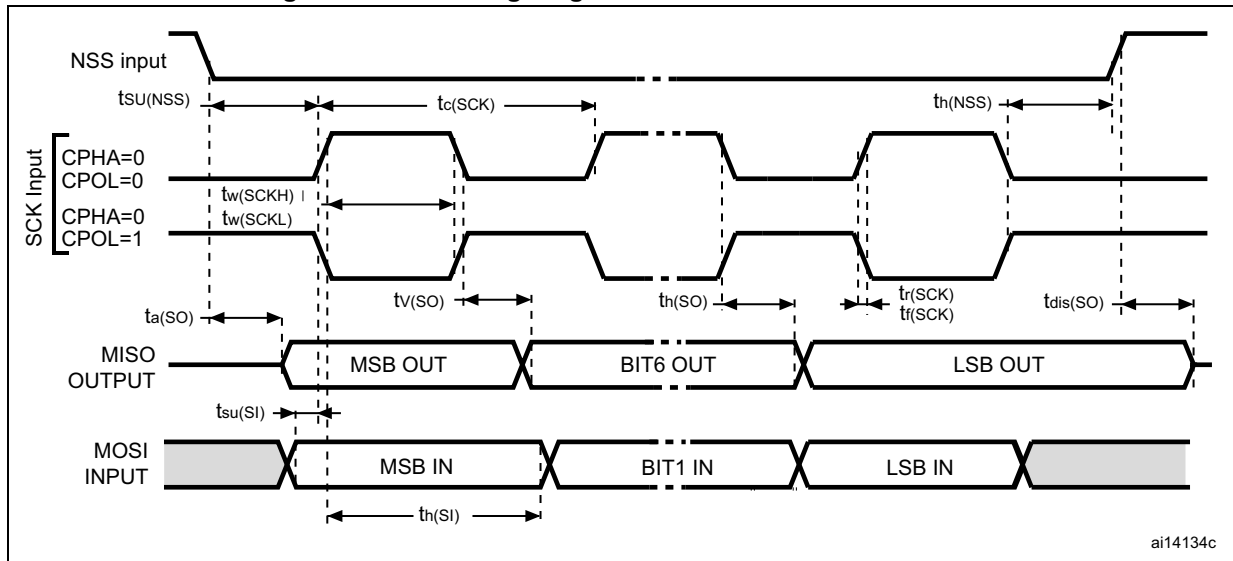 NSS input
tSU(NSS)
tc(SCK)
th(NSS)
SCK Input
CPHA=0
CPOL=0
tw(SCKH)
tw(SCKL)
CPHA=0
CPOL=1
tV(SO)
th(SO)
tr(SCK)
tf(SCK)
tdis(SO)
ta(SO)
MISO
OUTPUT
MSB OUT
BIT6 OUT
LSB OUT
tsu(SI)
MOSI
INPUT
MSB IN
BIT1 IN
LSB IN
th(SI)
ai14134c